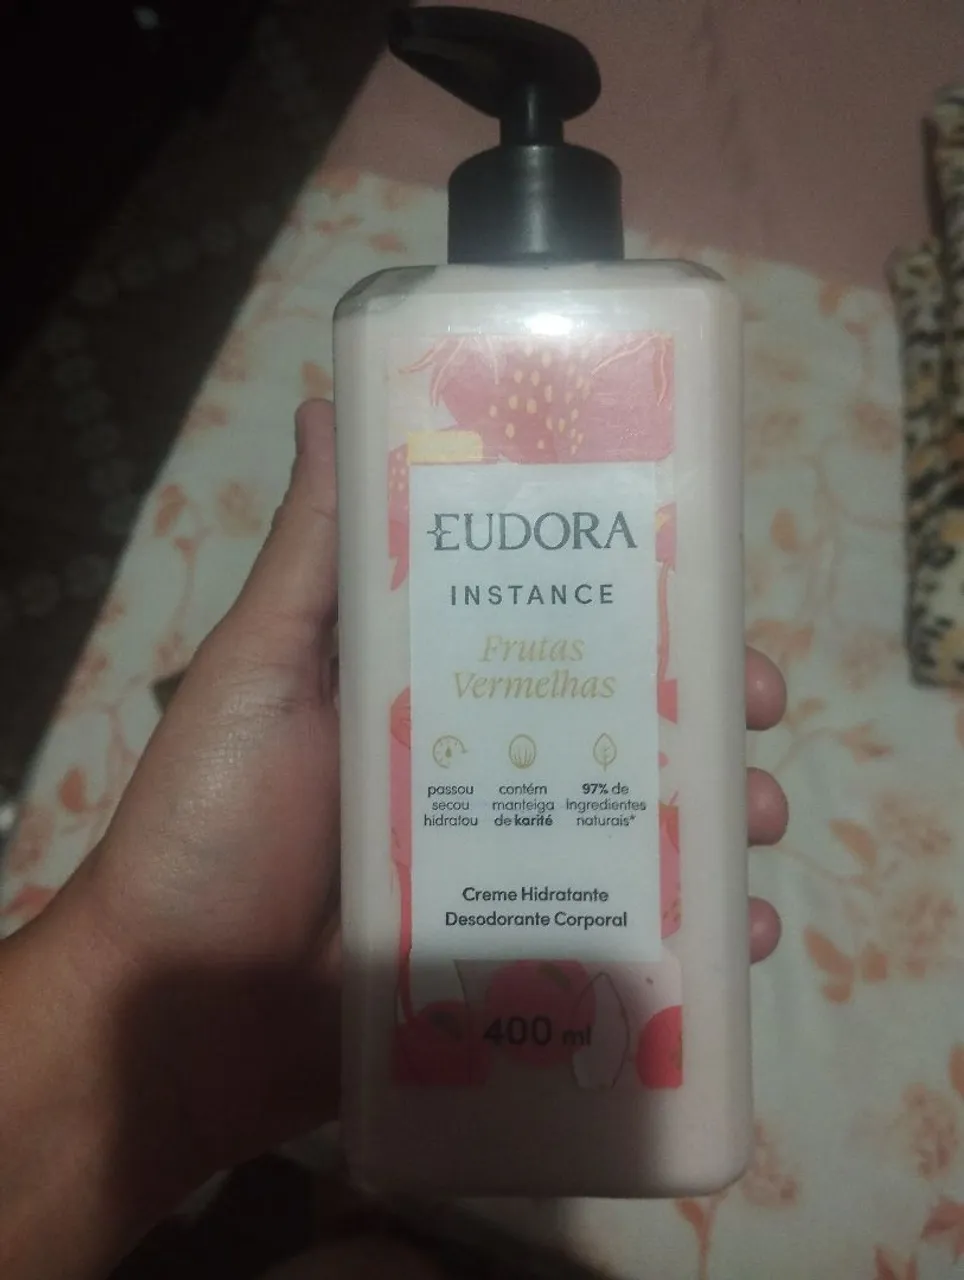 EUDORA
INSTANCE
Frutas
Vermelhas
passou
secou
hidratou
contém
manteiga
de karité
97% de
ingredientes
naturais*
Creme Hidratante
Desodorante Corporal
400 ml